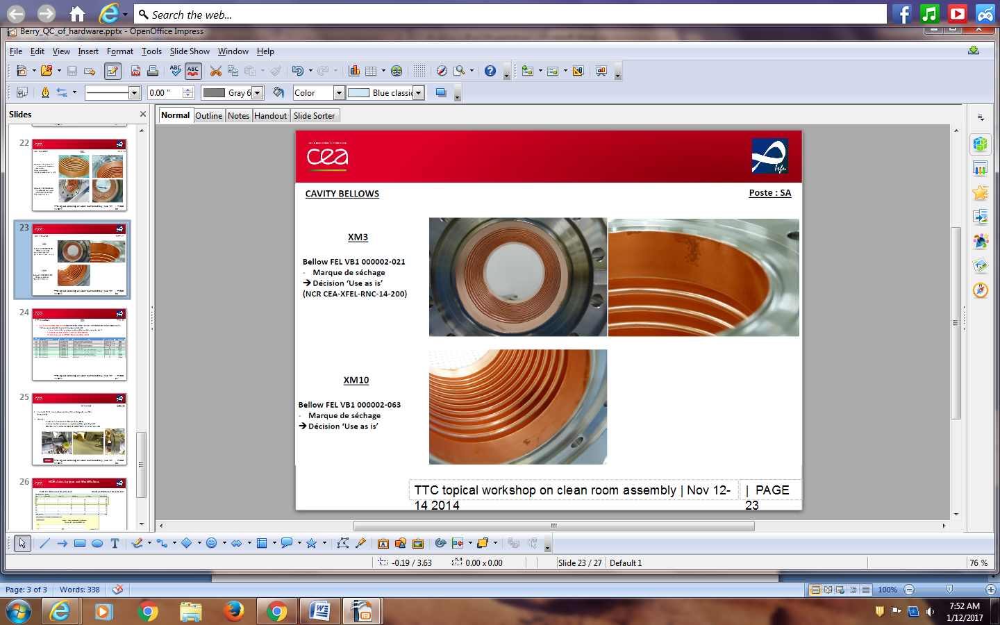 Search the web...
Berry_QC_of_hardware.pptx - OpenOffice Impress
File Edit View Insert Format Tools Slide Show Window Help
0.00 " Gray 6 Color Blue classic
Slides
Normal Outline Notes Handout Slide Sorter
22
23
24
25
26
cea
Irfu
CAVITY BELLOWS
Poste : SA
XM3
Bellow FEL VB1 000002-021
- Marque de séchage
➔ Décision ‘Use as is’
(NCR CEA-XFEL-RNC-14-200)
XM10
Bellow FEL VB1 000002-063
- Marque de séchage
➔ Décision ‘Use as is’
TTC topical workshop on clean room assembly | Nov 12-
14 2014
| PAGE
23
-0.19 / 3.63 0.00 x 0.00 Slide 23 / 27 Default 1 76 %
Page: 3 of 3 Words: 338 100%
7:52 AM
1/12/2017